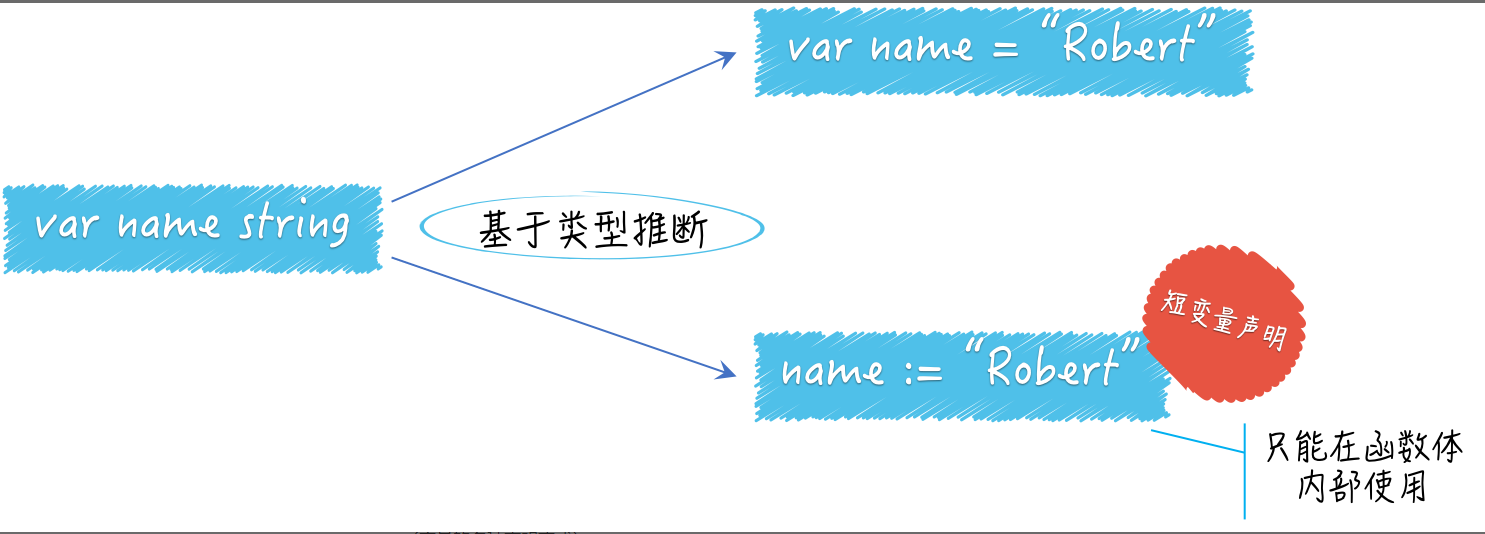 var name = “Robert”
var name string
基于类型推断
短变量声明
name := “Robert”
只能在函数体
内部使用